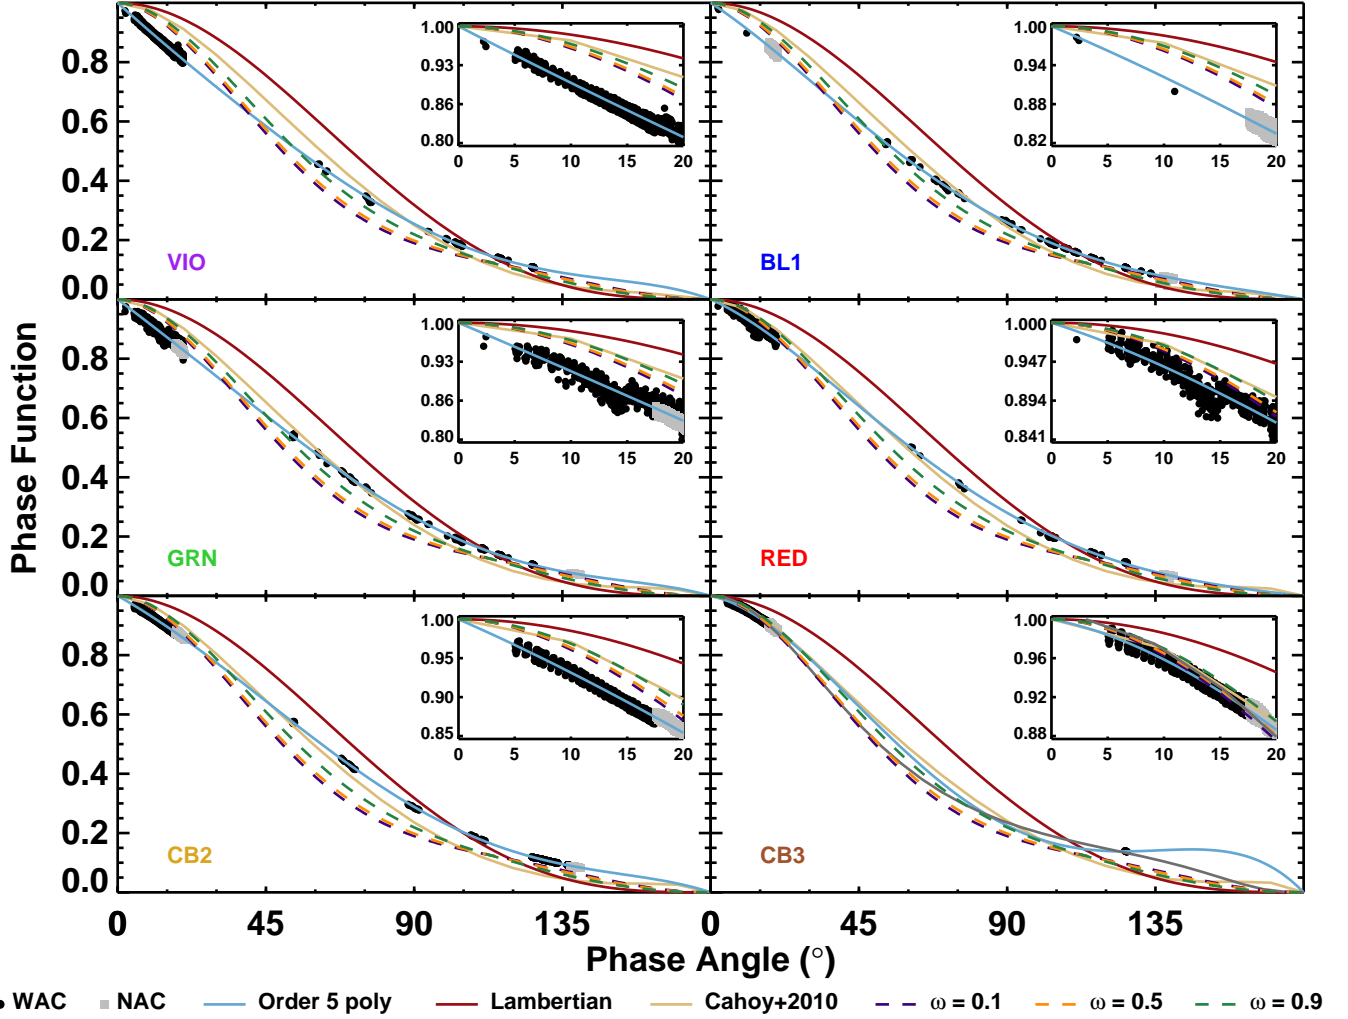 Phase Function
0.8
0.6
0.4
0.2
0.0
VIO
1.00
0.93
0.86
0.80
0 5 10 15 20
BL1
1.00
0.94
0.88
0.82
0 5 10 15 20
0.8
0.6
0.4
0.2
0.0
GRN
1.00
0.93
0.86
0.80
0 5 10 15 20
RED
1.000
0.947
0.894
0.841
0 5 10 15 20
0.8
0.6
0.4
0.2
0.0
CB2
1.00
0.95
0.90
0.85
0 5 10 15 20
CB3
1.00
0.96
0.92
0.88
0 5 10 15 20
0 45 90 135 0 45 90 135
Phase Angle (°)
WAC NAC Order 5 poly Lambertian Cahoy+2010 ω = 0.1 ω = 0.5 ω = 0.9